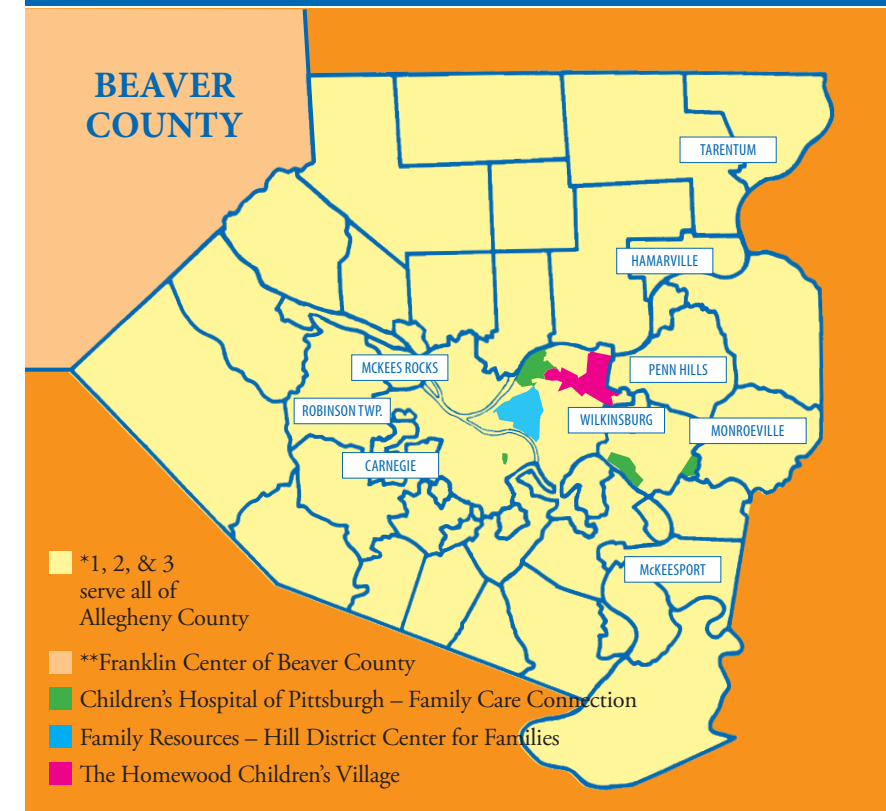 BEAVER
COUNTY
TARENTUM
HAMARVILLE
MCKEES ROCKS
PENN HILLS
ROBINSON TWP.
WILKINSBURG
MONROEVILLE
CARNEGIE
McKEESPORT
*1, 2, & 3
serve all of
Allegheny County
**Franklin Center of Beaver County
Children’s Hospital of Pittsburgh – Family Care Connection
Family Resources – Hill District Center for Families
The Homewood Children’s Village